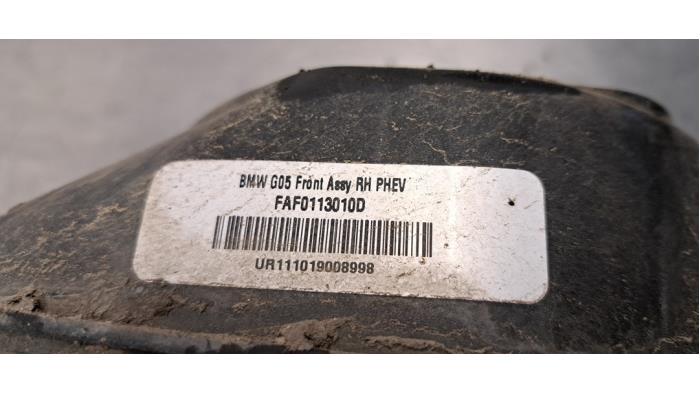 BMW G05 Front Assy RH PHEV
FAF0113010D
UR111019008998